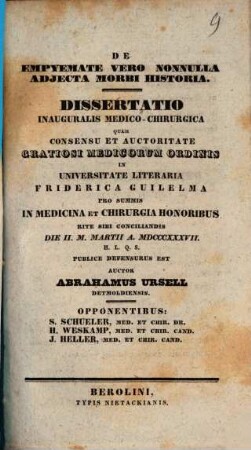 9
DE
EMPYEMATE VERO NONNULLA
ADJECTA MORBI HISTORIA.
DISSERTATIO
INAUGURALIS MEDICO-CHIRURGICA
QUAM
CONSENSU ET AUCTORITATE
GRATIOSI MEDICORUM ORDINIS
IN
UNIVERSITATE LITERARIA
FRIDERICA GUILELMA
PRO SUMMIS
IN MEDICINA ET CHIRURGIA HONORIBUS
RITE SIBI CONCILIANDIS
DIE II. M. MARTII A. MDCCCXXXVII.
H. L. Q. S.
PUBLICE DEFENSURUS EST
AUCTOR
ABRAHAMUS URSELL
DETMOLDIENSIS.
OPPONENTIBUS:
S. SCHUELER, MED. ET CHIR. DR.
H. WESKAMP, MED. ET CHIR. CAND.
J. HELLER, MED. ET CHIR. CAND.
BEROLINI,
TYPIS NIETACKIANIS.